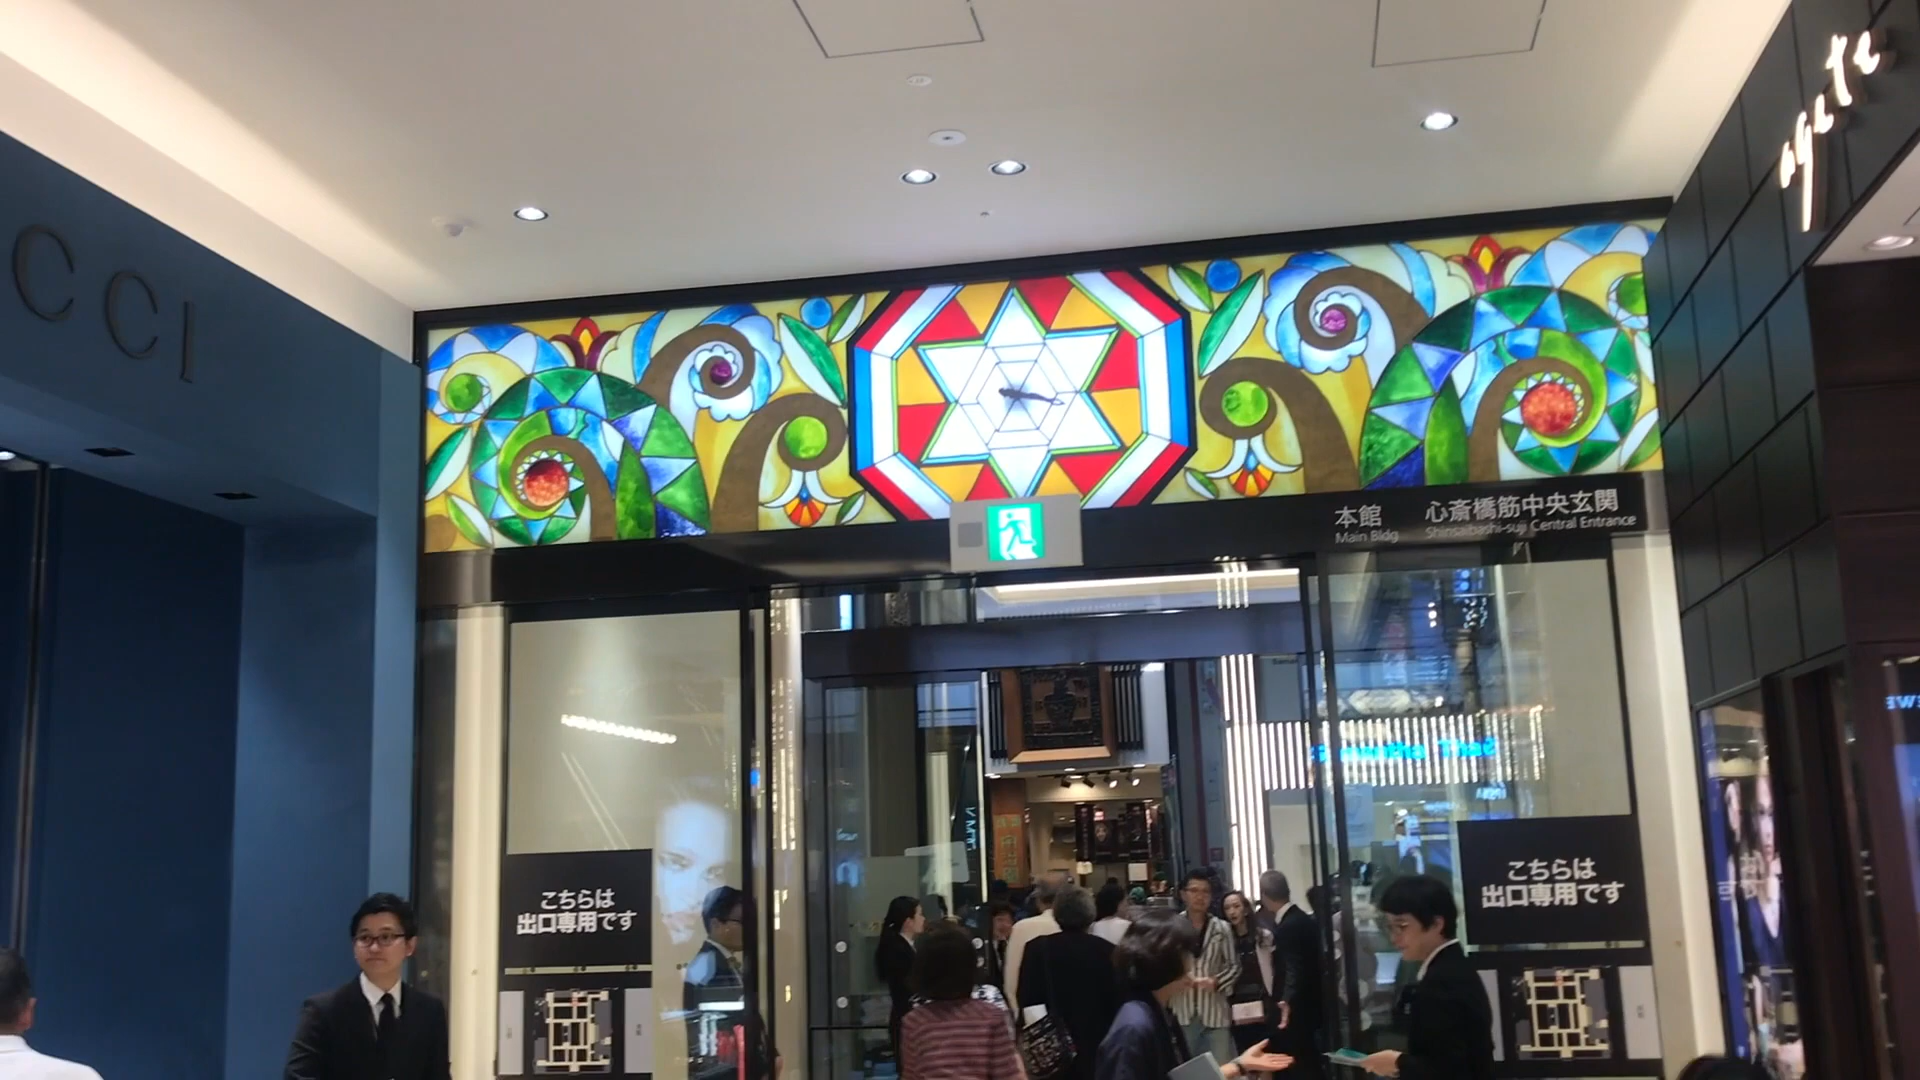 CCI
agete
本館
Main Bldg
心斎橋筋中央玄関
Shinsaibashi-suji Central Entrance
こちらは
出口専用です
こちらは
出口専用です